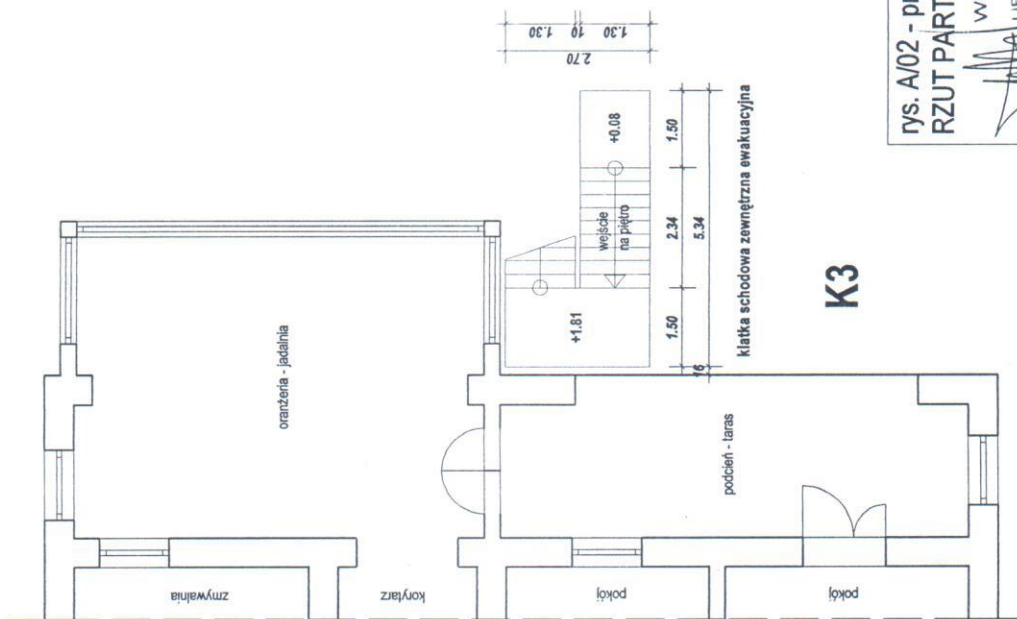 1.30
10
1.30
2.70
rys. A/02 -
RZUT
+0.08
1.50
wejście
na piętro
2.34
5.34
+1.81
1.50
16
klatka schodowa zewnętrzna ewakuacyjna
K3
oranżeria - jadalnia
podcień - taras
zmywalnia
korytarz
pokój
pokój